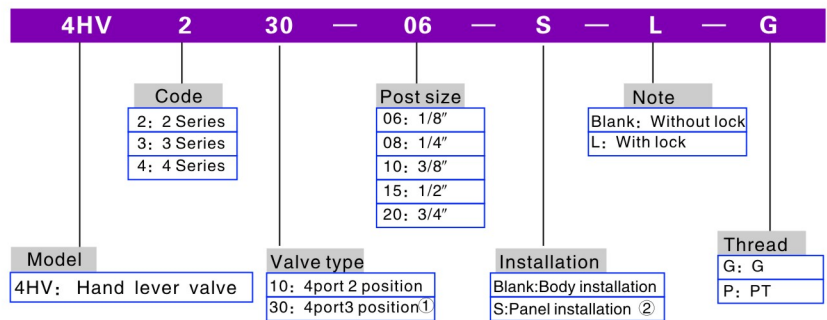 4HV 2 30 — 06 — S — L — G
Code
2: 2 Series
3: 3 Series
4: 4 Series
Post size
06: 1/8″
08: 1/4″
10: 3/8″
15: 1/2″
20: 3/4″
Note
Blank: Without lock
L: With lock
Model
4HV: Hand lever valve
Valve type
10: 4port 2 position
30: 4port3 position①
Installation
Blank:Body installation
S:Panel installation ②
Thread
G: G
P: PT